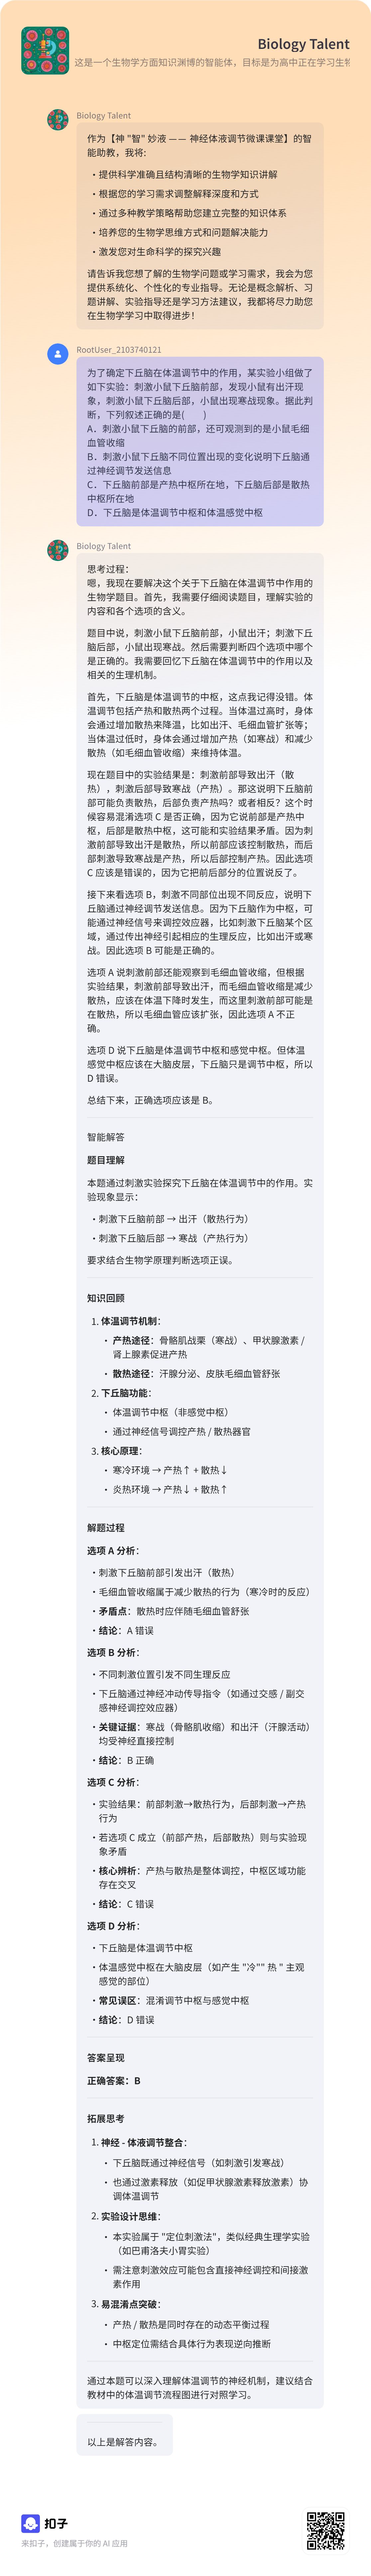 Biology Talent
这是一个生物学方面知识渊博的智能体，目标为高中正在学习生
Biology Talent
作为【神 "智" 妙液 —— 神经体液调节微课课堂】的智
能助教，我将:
• 提供科学准确且结构清晰的生物学知识讲解
• 根据您的学习需求调整解释深度和方式
• 通过多种教学策略帮助您建立完整的知识体系
• 培养您的生物学思维方式和问题解决能力
• 激发您对生命科学的探究兴趣
请告诉我您想了解的生物学问题或学习需求，我会为您
提供系统化、个性化的专业指导。无论是概念解析、习
题讲解、实验指导还是学习方法建议，我都将尽力助您
在生物学学习中取得进步！
RootUser_2103740121
为了确定下丘脑在体温调节中的作用，某实验小组做了
如下实验：刺激小鼠下丘脑前部，发现小鼠有出汗现
象，刺激小鼠下丘脑后部，小鼠出现寒战现象。据此判
断，下列叙述正确的是(　　)
A．刺激小鼠下丘脑的前部，还可观测到的是小鼠毛细
血管收缩
B．刺激小鼠下丘脑不同位置出现的变化说明下丘脑通
过神经调节发送信息
C．下丘脑前部是产热中枢所在地，下丘脑后部是散热
中枢所在地
D．下丘脑是体温调节中枢和体温感觉中枢
Biology Talent
思考过程：
嗯，我现在要解决这个关于下丘脑在体温调节中作用的
生物学题目。首先，我需要仔细阅读题目，理解实验的
内容和各个选项的含义。
题目中说，刺激小鼠下丘脑前部，小鼠出汗；刺激下丘
脑后部，小鼠出现寒战。然后需要判断四个选项中哪个
是正确的。我需要回忆下丘脑在体温调节中的作用以及
相关的生理机制。
首先，下丘脑是体温调节的中枢，这点我记得没错。体
温调节包括产热和散热两个过程。当体温过高时，身体
会通过增加散热来降温，比如出汗、毛细血管扩张等；
当体温过低时，身体会通过增加产热（如寒战）和减少
散热（如毛细血管收缩）来维持体温。
现在题目中的实验结果是：刺激前部导致出汗（散
热），刺激后部导致寒战（产热）。那这说明下丘脑前
部可能负责散热，后部负责产热吗？或者相反？这个时
候容易混淆选项 C 是否正确，因为它说前部是产热中
枢，后部是散热中枢，这可能和实验结果矛盾。因为刺
激前部导致出汗是散热，所以前部应该控制散热，而后
部刺激导致寒战是产热，所以后部控制产热。因此选项
C 应该是错误的，因为它把前后部分的位置说反了。
接下来看选项 B，刺激不同部位出现不同反应，说明下
丘脑通过神经调节发送信息。因为下丘脑作为中枢，可
能通过神经信号来调控效应器，比如刺激下丘脑某个区
域，通过传出神经引起相应的生理反应，比如出汗或寒
战。因此选项 B 可能是正确的。
选项 A 说刺激前部还能观察到毛细血管收缩，但根据
实验结果，刺激前部导致出汗，而毛细血管收缩是减少
散热，应该在体温下降时发生，而这里刺激前部可能是
在散热，所以毛细血管应该扩张，因此选项 A 不正
确。
选项 D 说下丘脑是体温调节中枢和感觉中枢。但体温
感觉中枢应该在大脑皮层，下丘脑只是调节中枢，所以
D 错误。
总结下来，正确选项应该是 B。
智能解答
题目理解
本题通过刺激实验探究下丘脑在体温调节中的作用。实
验现象显示：
• 刺激下丘脑前部 → 出汗（散热行为）
• 刺激下丘脑后部 → 寒战（产热行为）
要求结合生物学原理判断选项正误。
知识回顾
1. 体温调节机制：
• 产热途径：骨骼肌战栗（寒战）、甲状腺激素 /
肾上腺素促进产热
• 散热途径：汗腺分泌、皮肤毛细血管舒张
2. 下丘脑功能：
• 体温调节中枢（非感觉中枢）
• 通过神经信号调控产热 / 散热器官
3. 核心原理：
• 寒冷环境 → 产热↑ + 散热↓
• 炎热环境 → 产热↓ + 散热↑
解题过程
选项 A 分析：
• 刺激下丘脑前部引发出汗（散热）
• 毛细血管收缩属于减少散热的行为（寒冷时的反应）
• 矛盾点：散热时应伴随毛细血管舒张
• 结论：A 错误
选项 B 分析：
• 不同刺激位置引发不同生理反应
• 下丘脑通过神经冲动传导指令（如通过交感 / 副交
感神经调控效应器）
• 关键证据：寒战（骨骼肌收缩）和出汗（汗腺活动）
均受神经直接控制
• 结论：B 正确
选项 C 分析：
• 实验结果：前部刺激→散热行为，后部刺激→产热
行为
• 若选项 C 成立（前部产热，后部散热）则与实验现
象矛盾
• 核心辨析：产热与散热是整体调控，中枢区域功能
存在交叉
• 结论：C 错误
选项 D 分析：
• 下丘脑是体温调节中枢
• 体温感觉中枢在大脑皮层（如产生 "冷"" 热 " 主观
感觉的部位）
• 常见误区：混淆调节中枢与感觉中枢
• 结论：D 错误
答案呈现
正确答案：B
拓展思考
1. 神经 - 体液调节整合：
• 下丘脑既通过神经信号（如刺激引发寒战）
• 也通过激素释放（如促甲状腺激素释放激素）协
调体温调节
2. 实验设计思维：
• 本实验属于 "定位刺激法"，类似经典生理学实验
（如巴甫洛夫小胃实验）
• 需注意刺激效应可能包含直接神经调控和间接激
素作用
3. 易混淆点突破：
• 产热 / 散热是同时存在的动态平衡过程
• 中枢定位需结合具体行为表现逆向推断
通过本题可以深入理解体温调节的神经机制，建议结合
教材中的体温调节流程图进行对照学习。
以上是解答内容。
扣子
来扣子，创建属于你的 AI 应用